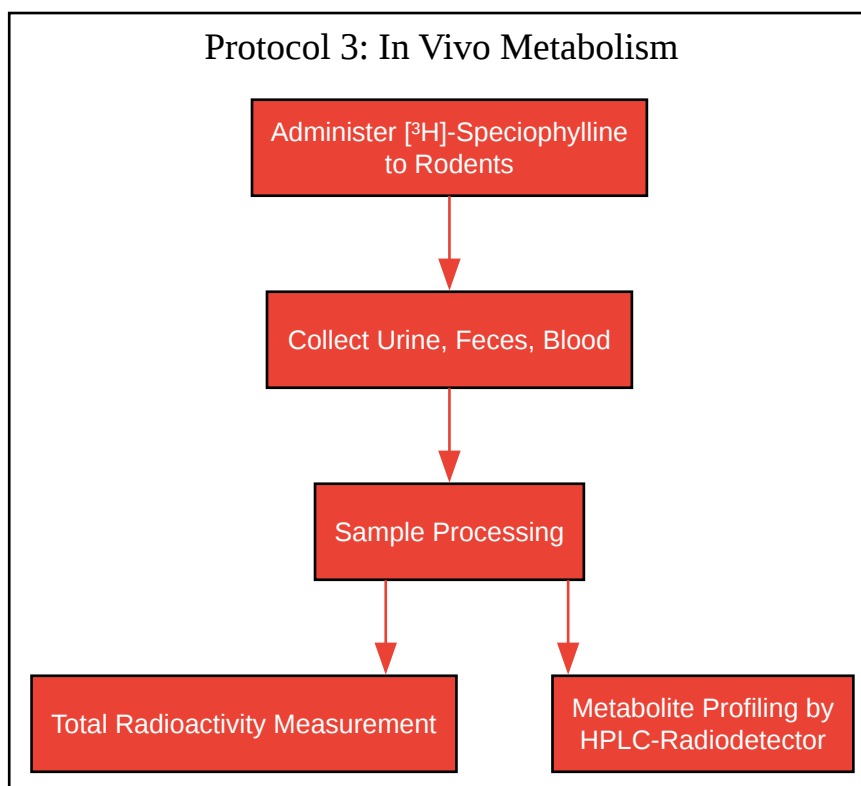 Protocol 3: In Vivo Metabolism
Administer [³H]-Speciophylline
to Rodents
Collect Urine, Feces, Blood
Sample Processing
Total Radioactivity Measurement
Metabolite Profiling by
HPLC-Radiodetector